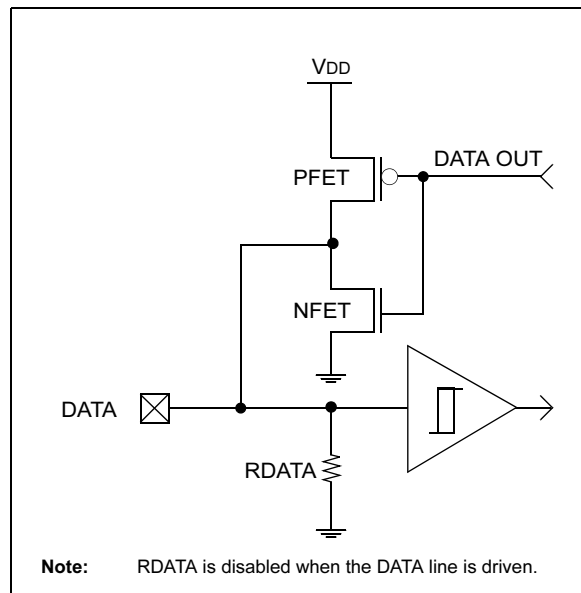 VDD
DATA OUT
PFET
NFET
DATA
RDATA
Note: RDATA is disabled when the DATA line is driven.